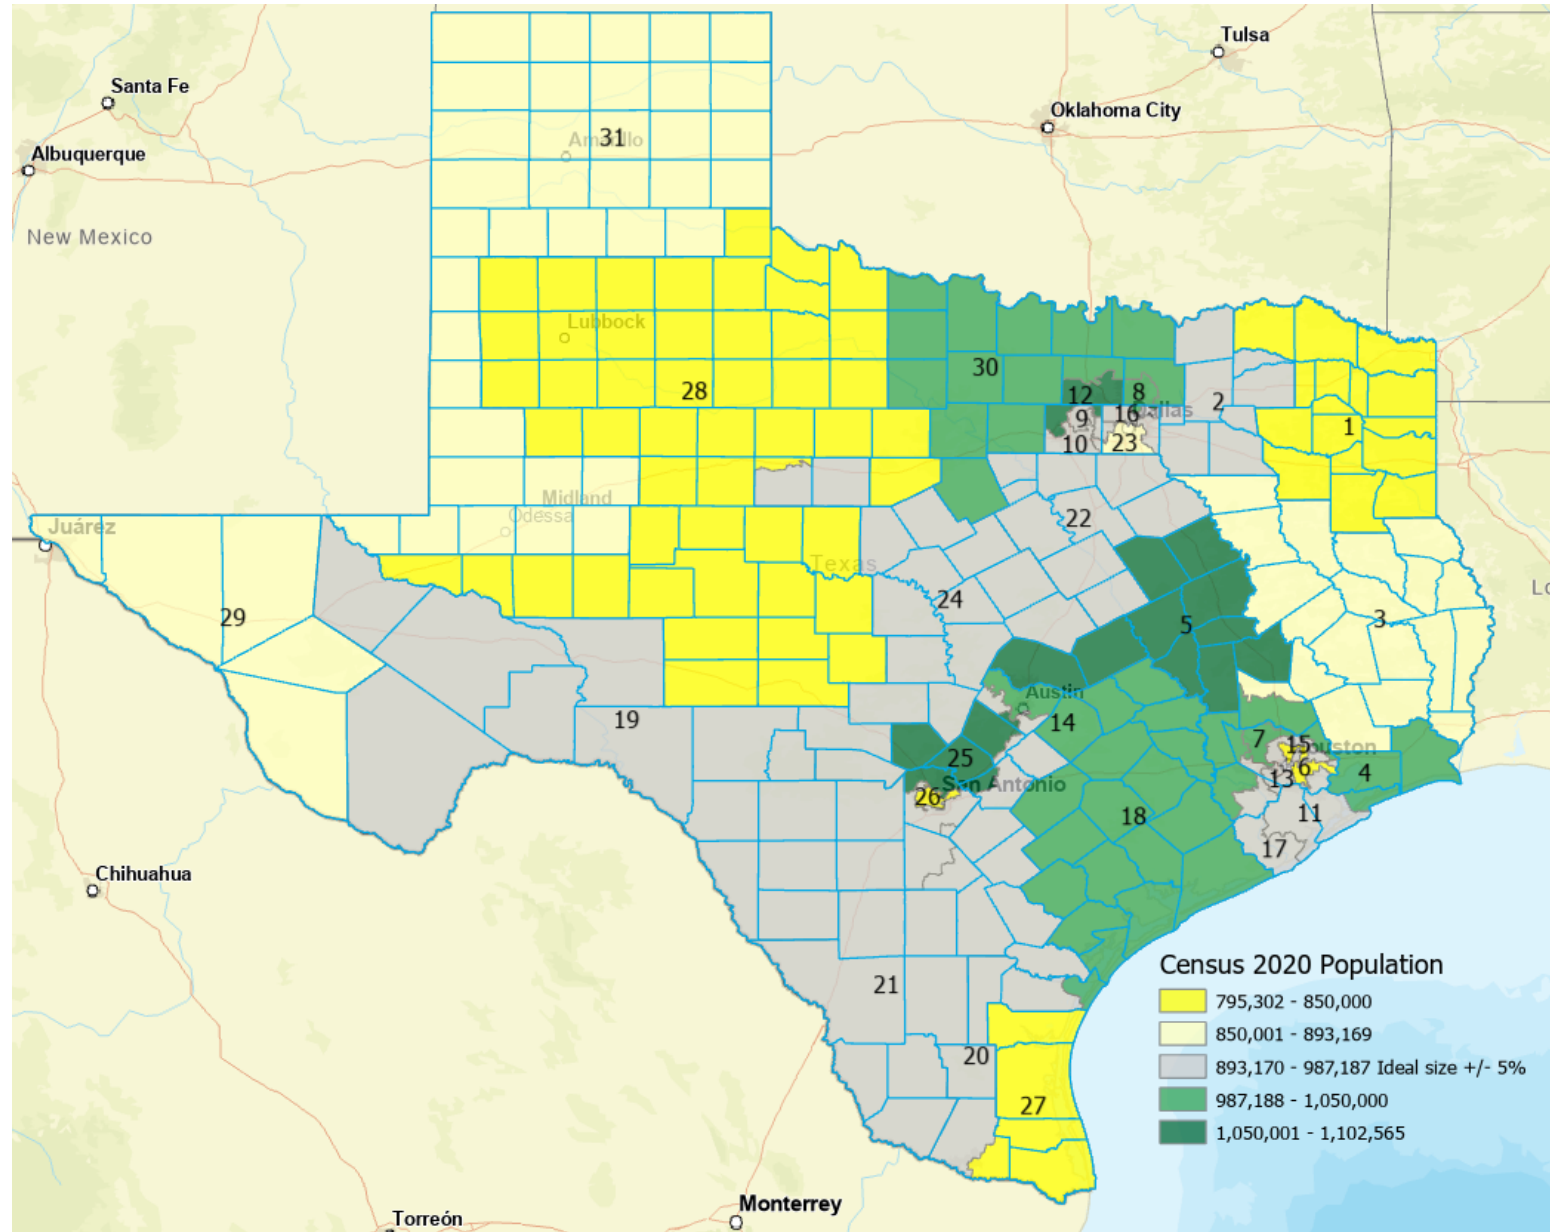 Tulsa
Santa Fe
Oklahoma City
Amarillo
31
Albuquerque
New Mexico
Lubbock
30
28
12
8
2
16
Dallas
9
1
10
23
Midland
Odessa
22
Juárez
Texas
24
29
3
5
Austin
19
14
7
15
Houston
25
6
4
13
San Antonio
26
18
11
17
Chihuahua
21
20
27
Census 2020 Population
795,302 - 850,000
850,001 - 893,169
893,170 - 987,187 Ideal size +/- 5%
987,188 - 1,050,000
1,050,001 - 1,102,565
Monterrey
Torreón